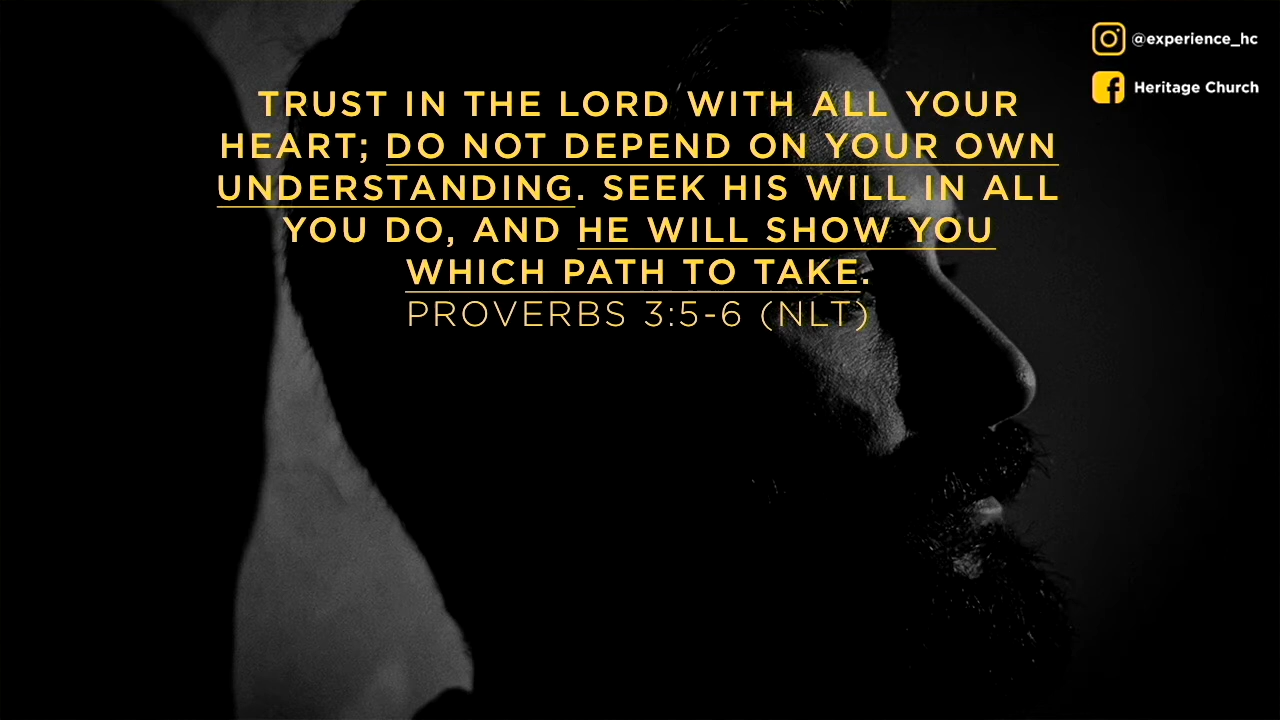 @experience_hc
Heritage Church
TRUST IN THE LORD WITH ALL YOUR
HEART; DO NOT DEPEND ON YOUR OWN
UNDERSTANDING. SEEK HIS WILL IN ALL
YOU DO, AND HE WILL SHOW YOU
WHICH PATH TO TAKE.
PROVERBS 3:5-6 (NLT)